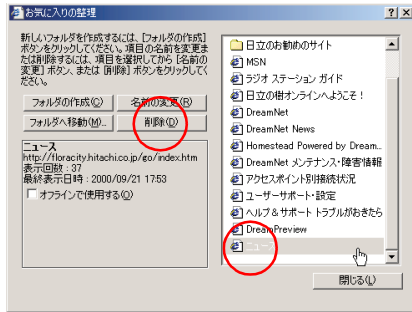 お気に入りの整理
新しいフォルダを作成するには、[フォルダの作成]
ボタンをクリックしてください。項目の名前を変更ま
たは削除するには、項目を選択してから [名前の
変更] ボタン、または [削除] ボタンをクリックしてく
ださい。
フォルダの作成(C)
名前の変更(R)
フォルダへ移動(M)...
削除(D)
ニュース
http://floracity.hitachi.co.jp/go/index.htm
表示回数 : 37
最終表示日時 : 2000/09/21 17:53
オフラインで使用する(O)
日立のお勧めのサイト
MSN
ラジオ ステーション ガイド
日立の樹オンラインへようこそ!
DreamNet
DreamNet News
Homestead Powered by Dream...
DreamNet メンテナンス・障害情報
アクセスポイント別接続状況
ユーザーサポート・設定
ヘルプ&サポート トラブルがおきたら
DreamPreview
ニュース
閉じる(L)